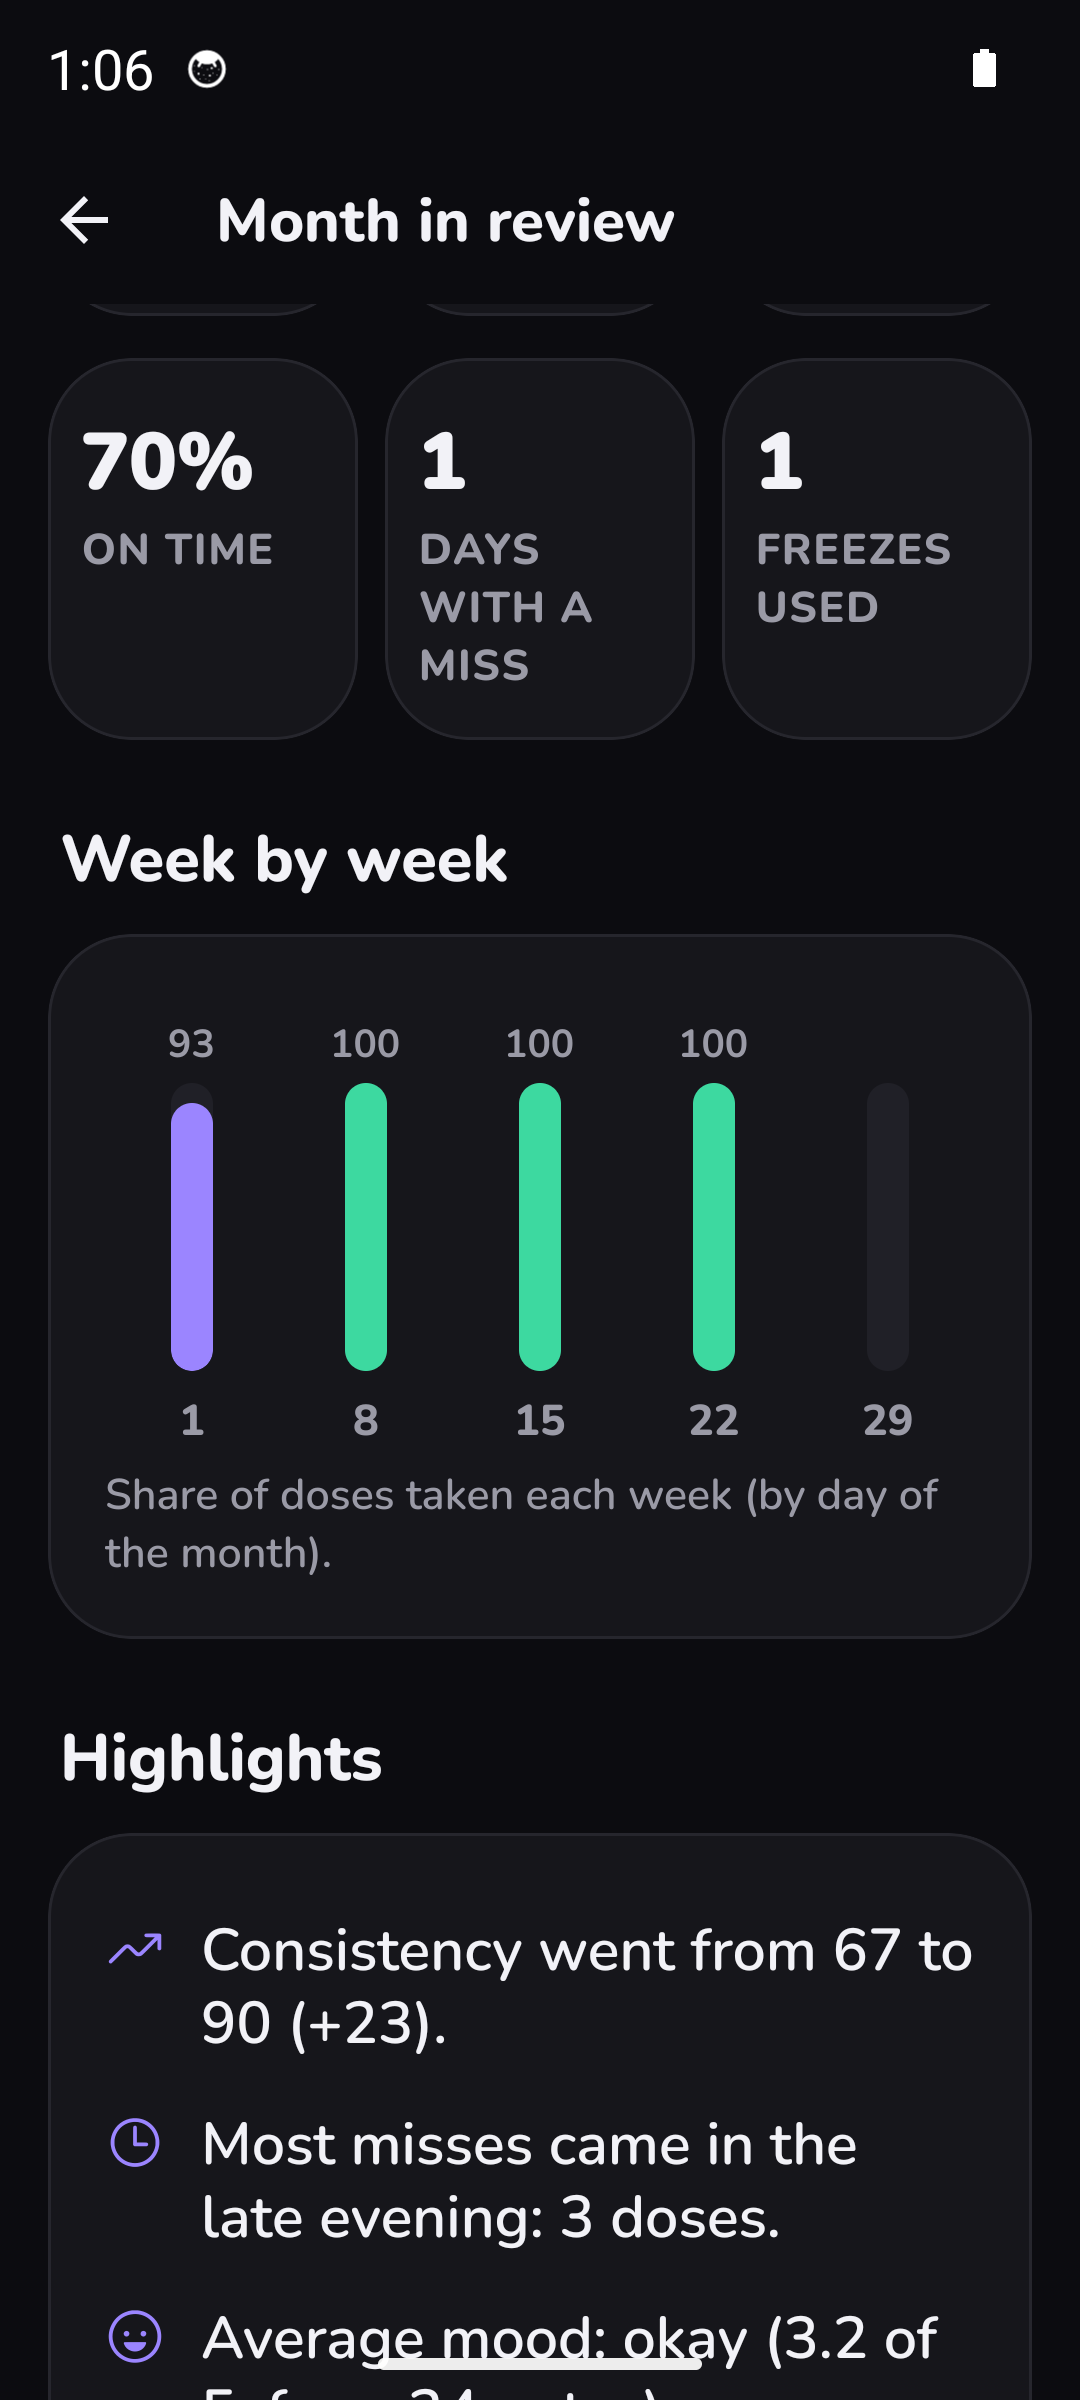 1:06
Month in review
70%
ON TIME
1
DAYS
WITH A
MISS
1
FREEZES
USED
Week by week
93 100 100 100
1 8 15 22 29
Share of doses taken each week (by day of
the month).
Highlights
Consistency went from 67 to
90 (+23).
Most misses came in the
late evening: 3 doses.
Average mood: okay (3.2 of